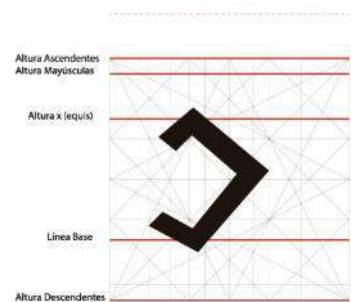 Altura Ascendentes
Altura Mayúsculas
Altura x (equis)
Línea Base
Altura Descendentes